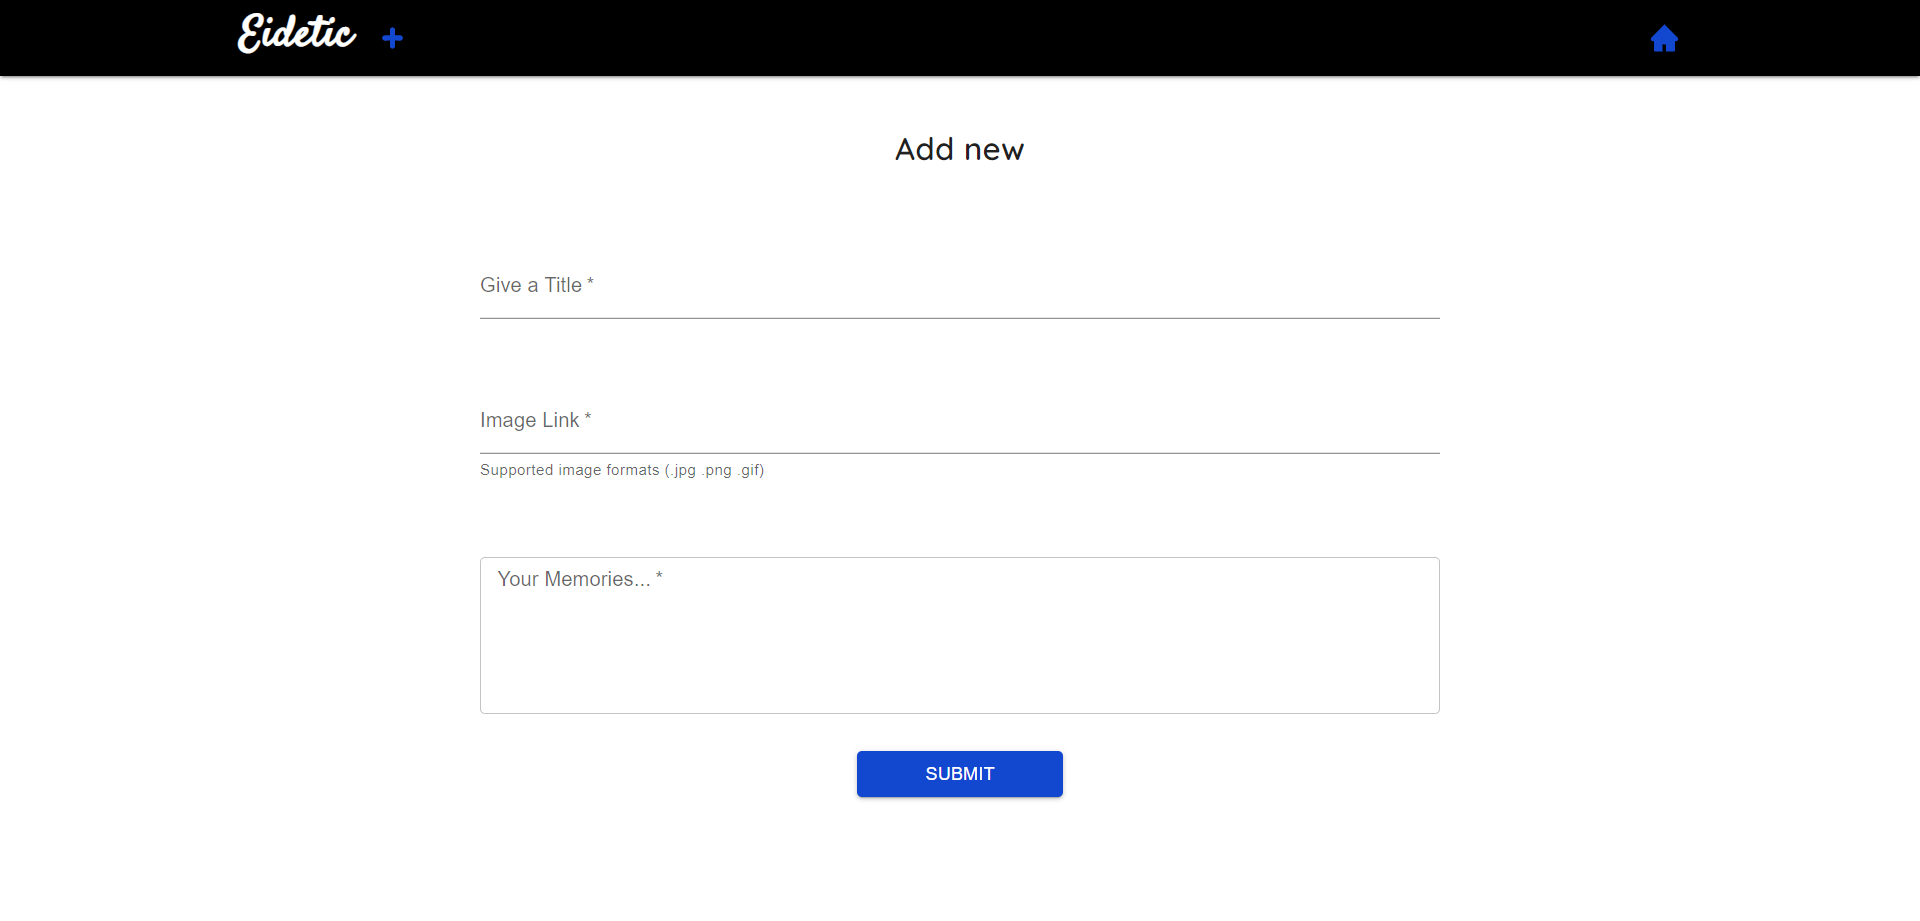 Eidetic
Add new
Give a Title *
Image Link *
Supported image formats (.jpg .png .gif)
Your Memories... *
SUBMIT